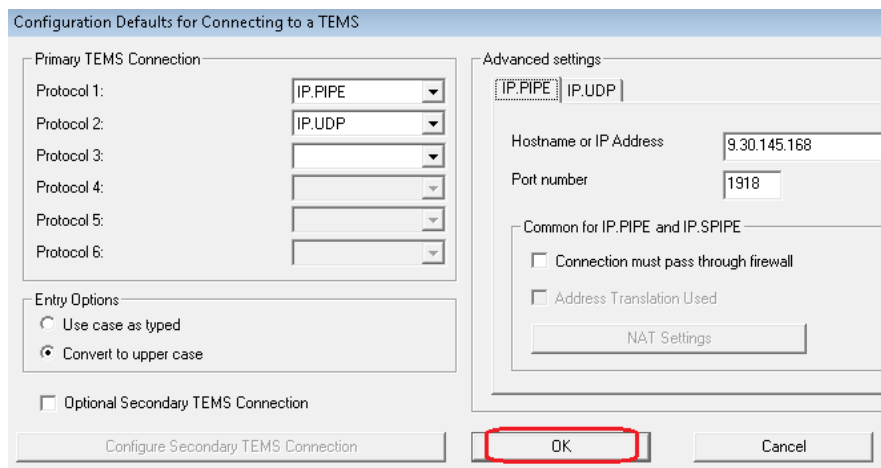 Configuration Defaults for Connecting to a TEMS
Primary TEMS Connection
Protocol 1: IP.PIPE
Protocol 2: IP.UDP
Protocol 3:
Protocol 4:
Protocol 5:
Protocol 6:
Entry Options
Use case as typed
Convert to upper case
Optional Secondary TEMS Connection
Configure Secondary TEMS Connection
Advanced settings
IP.PIPE IP.UDP
Hostname or IP Address 9.30.145.168
Port number 1918
Common for IP.PIPE and IP.SPIPE
Connection must pass through firewall
Address Translation Used
NAT Settings
OK Cancel